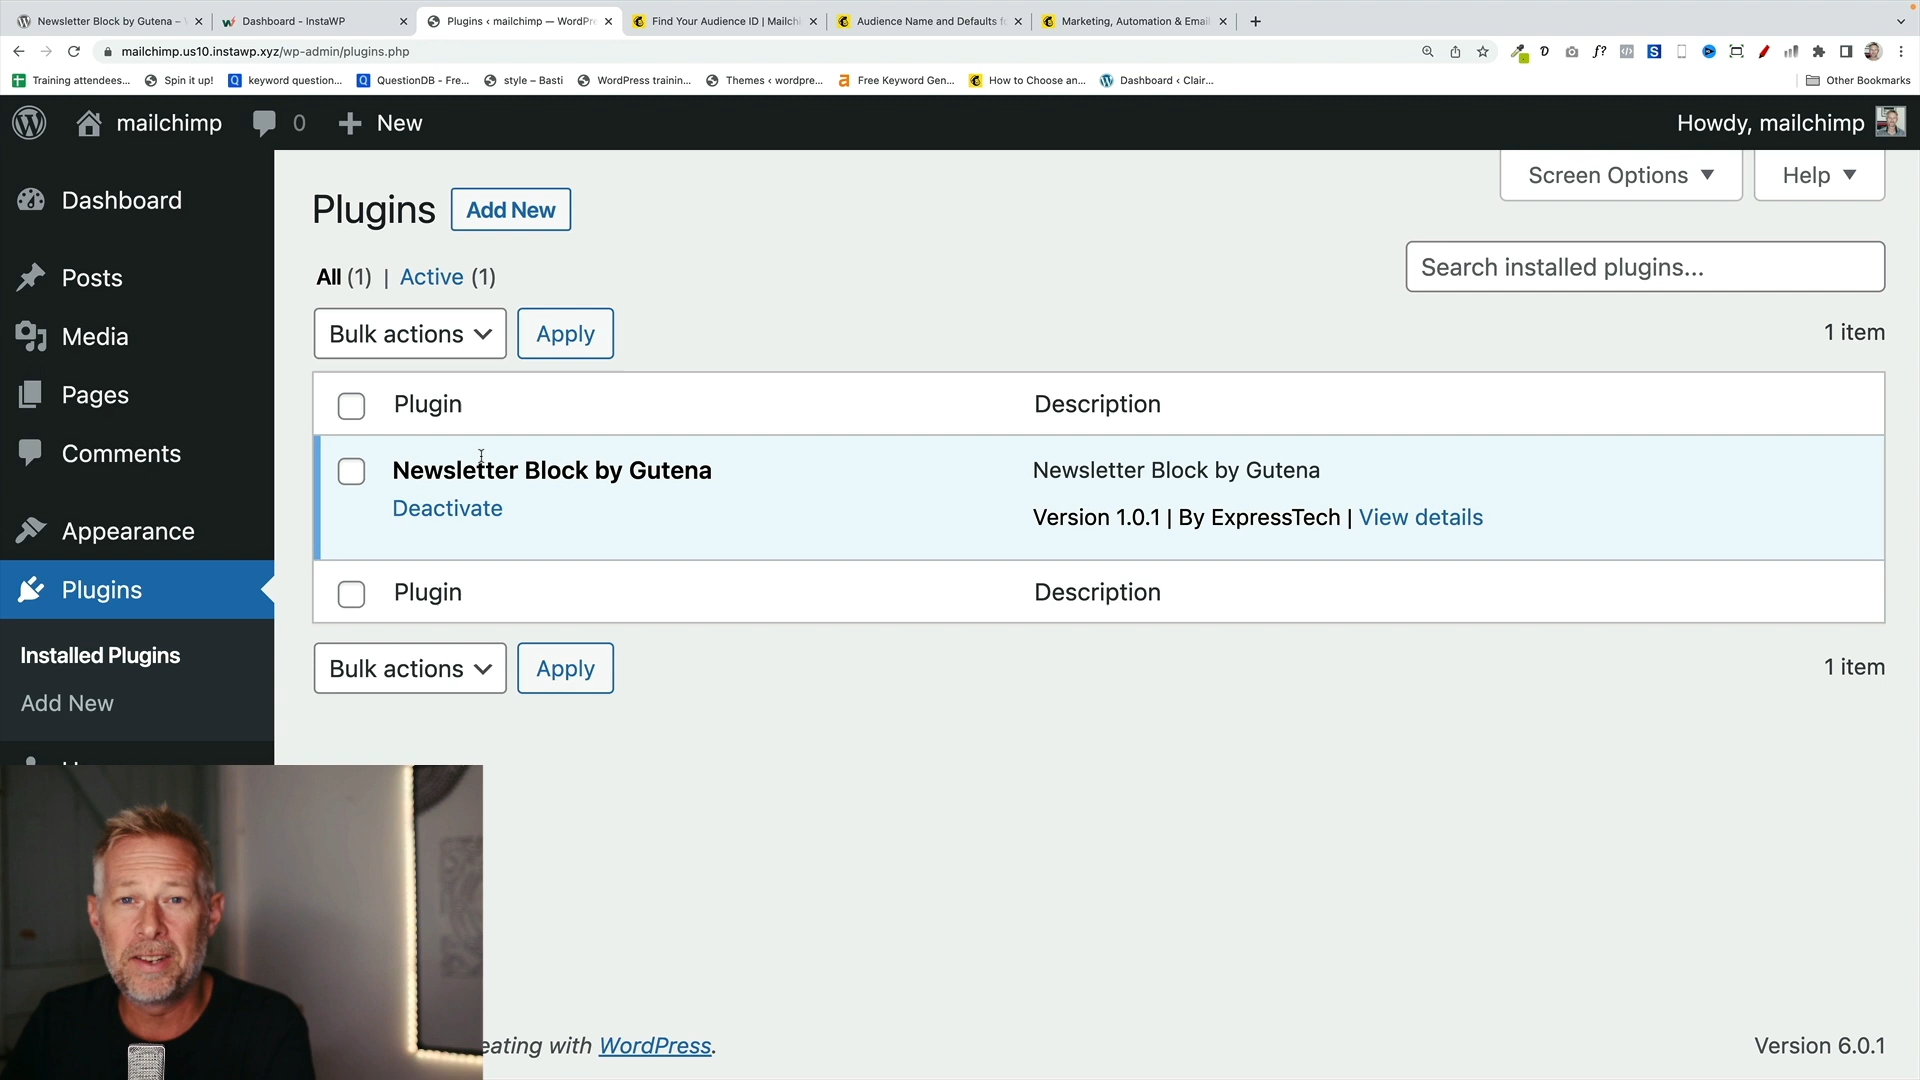 Newsletter Block by Gutena –
Dashboard - InstaWP
Plugins ‹ mailchimp — WordPre
Find Your Audience ID | Mailchi
Audience Name and Defaults fo
Marketing, Automation & Email
mailchimp.us10.instawp.xyz/wp-admin/plugins.php
Training attendees...
Spin it up!
keyword question...
QuestionDB - Fre...
style – Basti
WordPress trainin...
Themes ‹ wordpre...
Free Keyword Gen...
How to Choose an...
Dashboard ‹ Clair...
Other Bookmarks
mailchimp
0
New
Howdy, mailchimp
Screen Options
Help
Dashboard
Posts
Media
Pages
Comments
Appearance
Plugins
Installed Plugins
Add New
Plugins
Add New
All (1) | Active (1)
Search installed plugins...
Bulk actions
Apply
1 item
Plugin
Description
Newsletter Block by Gutena
Newsletter Block by Gutena
Deactivate
Version 1.0.1 | By ExpressTech | View details
Plugin
Description
Bulk actions
Apply
1 item
eating with WordPress.
Version 6.0.1